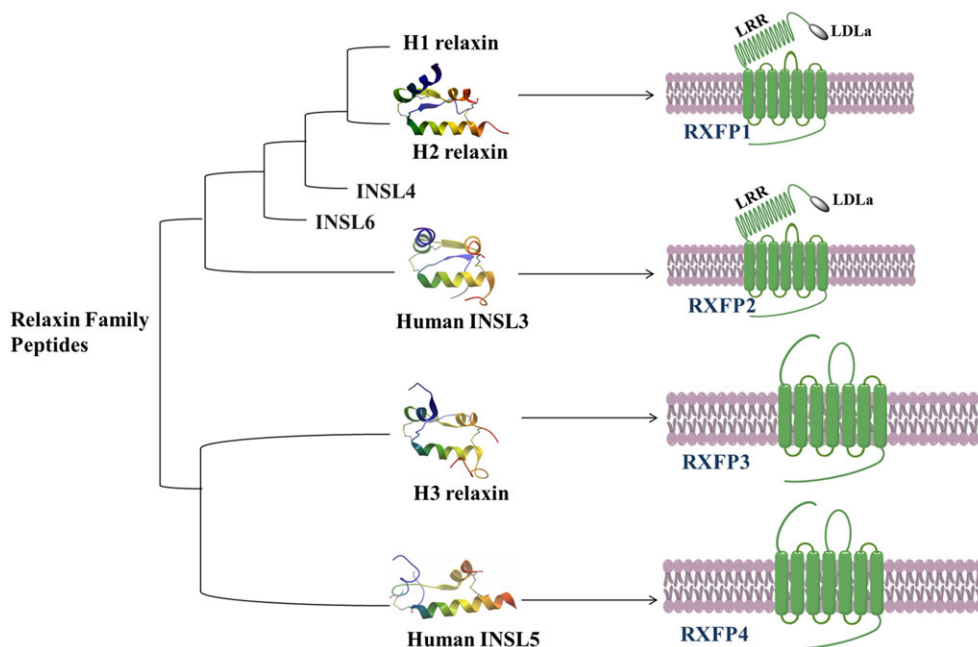 H1 relaxin
LRR
LDLa
RXFP1
H2 relaxin
INSL4
INSL6
LRR
LDLa
RXFP2
Human INSL3
Relaxin Family
Peptides
RXFP3
H3 relaxin
RXFP4
Human INSL5